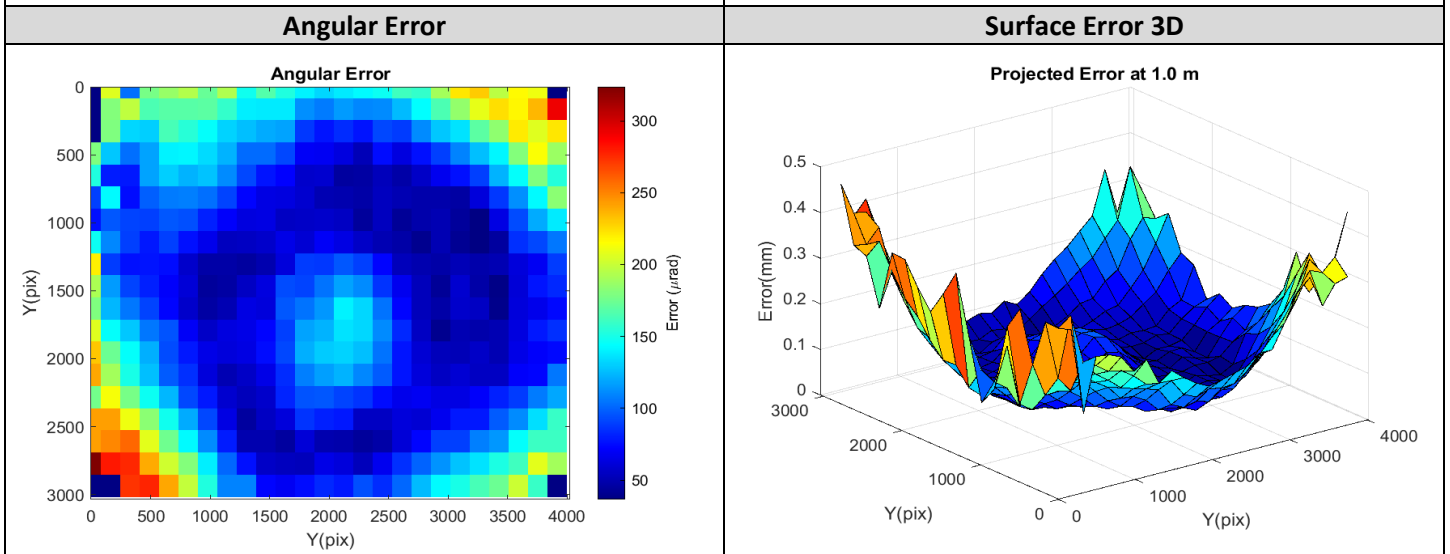 Angular Error
Surface Error 3D
Angular Error
0
500
1000
1500
2000
2500
3000
Y(pix)
0 500 1000 1500 2000 2500 3000 3500 4000
Y(pix)
300
250
200
150
100
50
Error (μrad)
Projected Error at 1.0 m
0.5
0.4
0.3
0.2
0.1
0
Error(mm)
3000
2000
1000
0
Y(pix)
0
1000
2000
3000
4000
Y(pix)